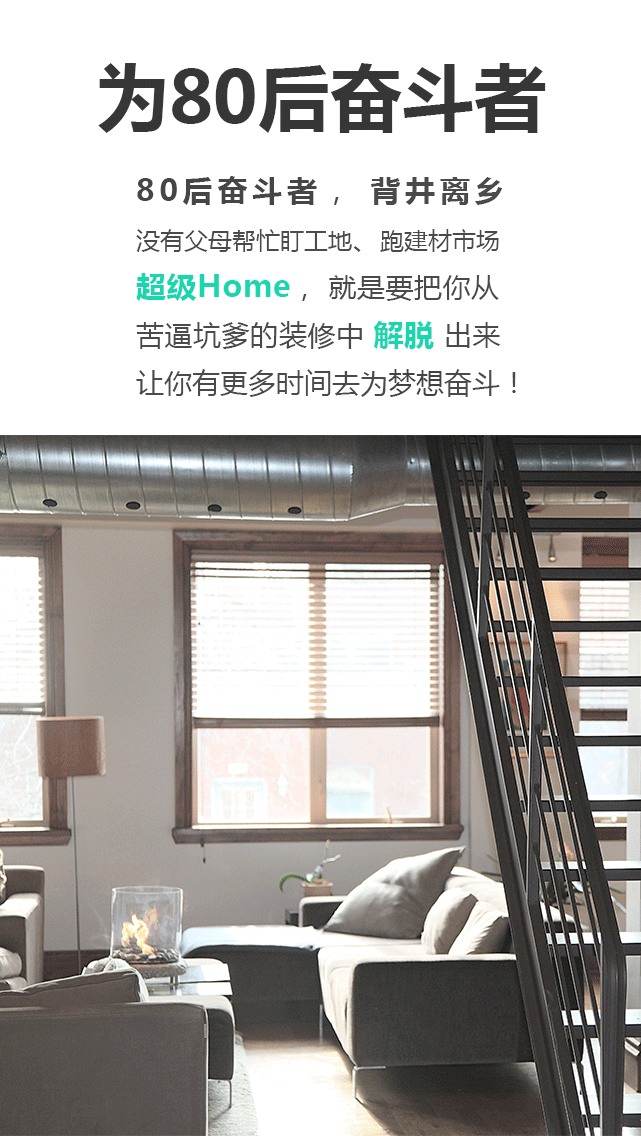 为80后奋斗者
80后奋斗者，背井离乡
没有父母帮忙盯工地、跑建材市场
超级Home，就是要把你从
苦逼坑爹的装修中 解脱 出来
让你有更多时间去为梦想奋斗！